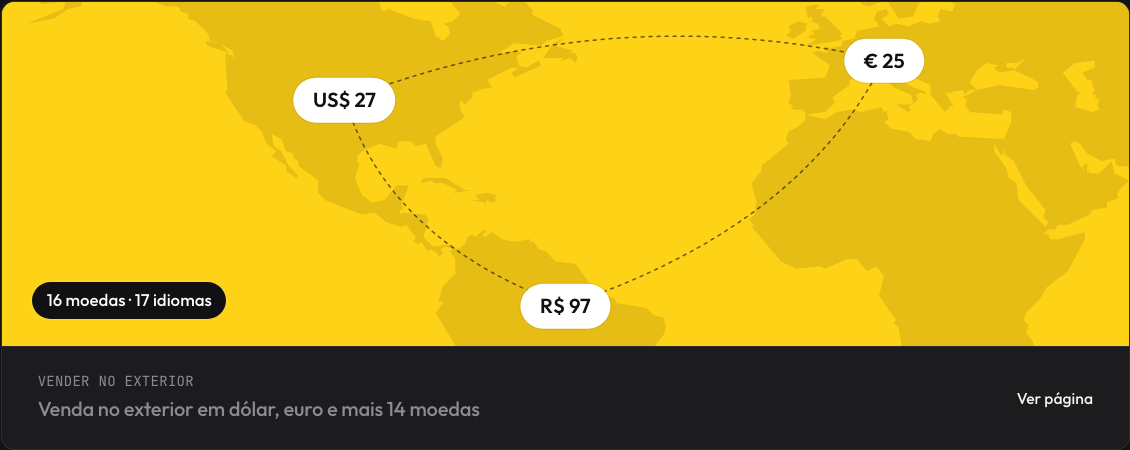 US$ 27
€ 25
R$ 97
16 moedas · 17 idiomas
VENDER NO EXTERIOR
Venda no exterior em dólar, euro e mais 14 moedas
Ver página